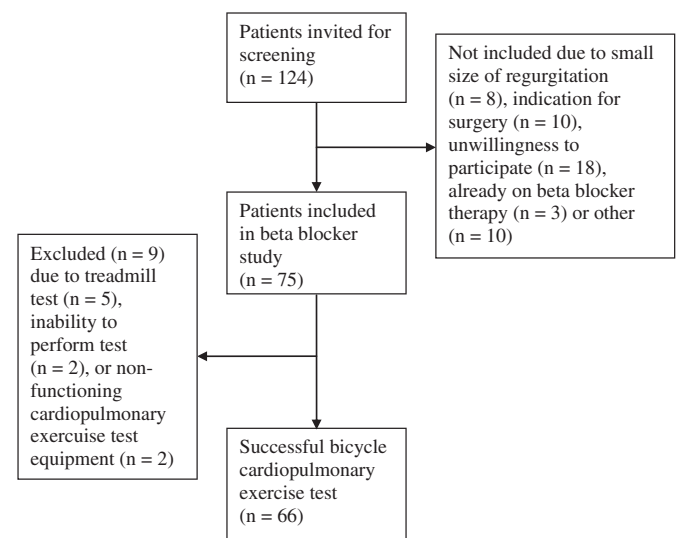 Patients invited for
screening
(n = 124)
Not included due to small
size of regurgitation
(n = 8), indication for
surgery (n = 10),
unwillingness to
participate (n = 18),
already on beta blocker
therapy (n = 3) or other
(n = 10)
Patients included
in beta blocker
study
(n = 75)
Excluded (n = 9)
due to treadmill
test (n = 5),
inability to
perform test
(n = 2), or non-
functioning
cardiopulmonary
exercuise test
equipment (n = 2)
Successful bicycle
cardiopulmonary
exercise test
(n = 66)